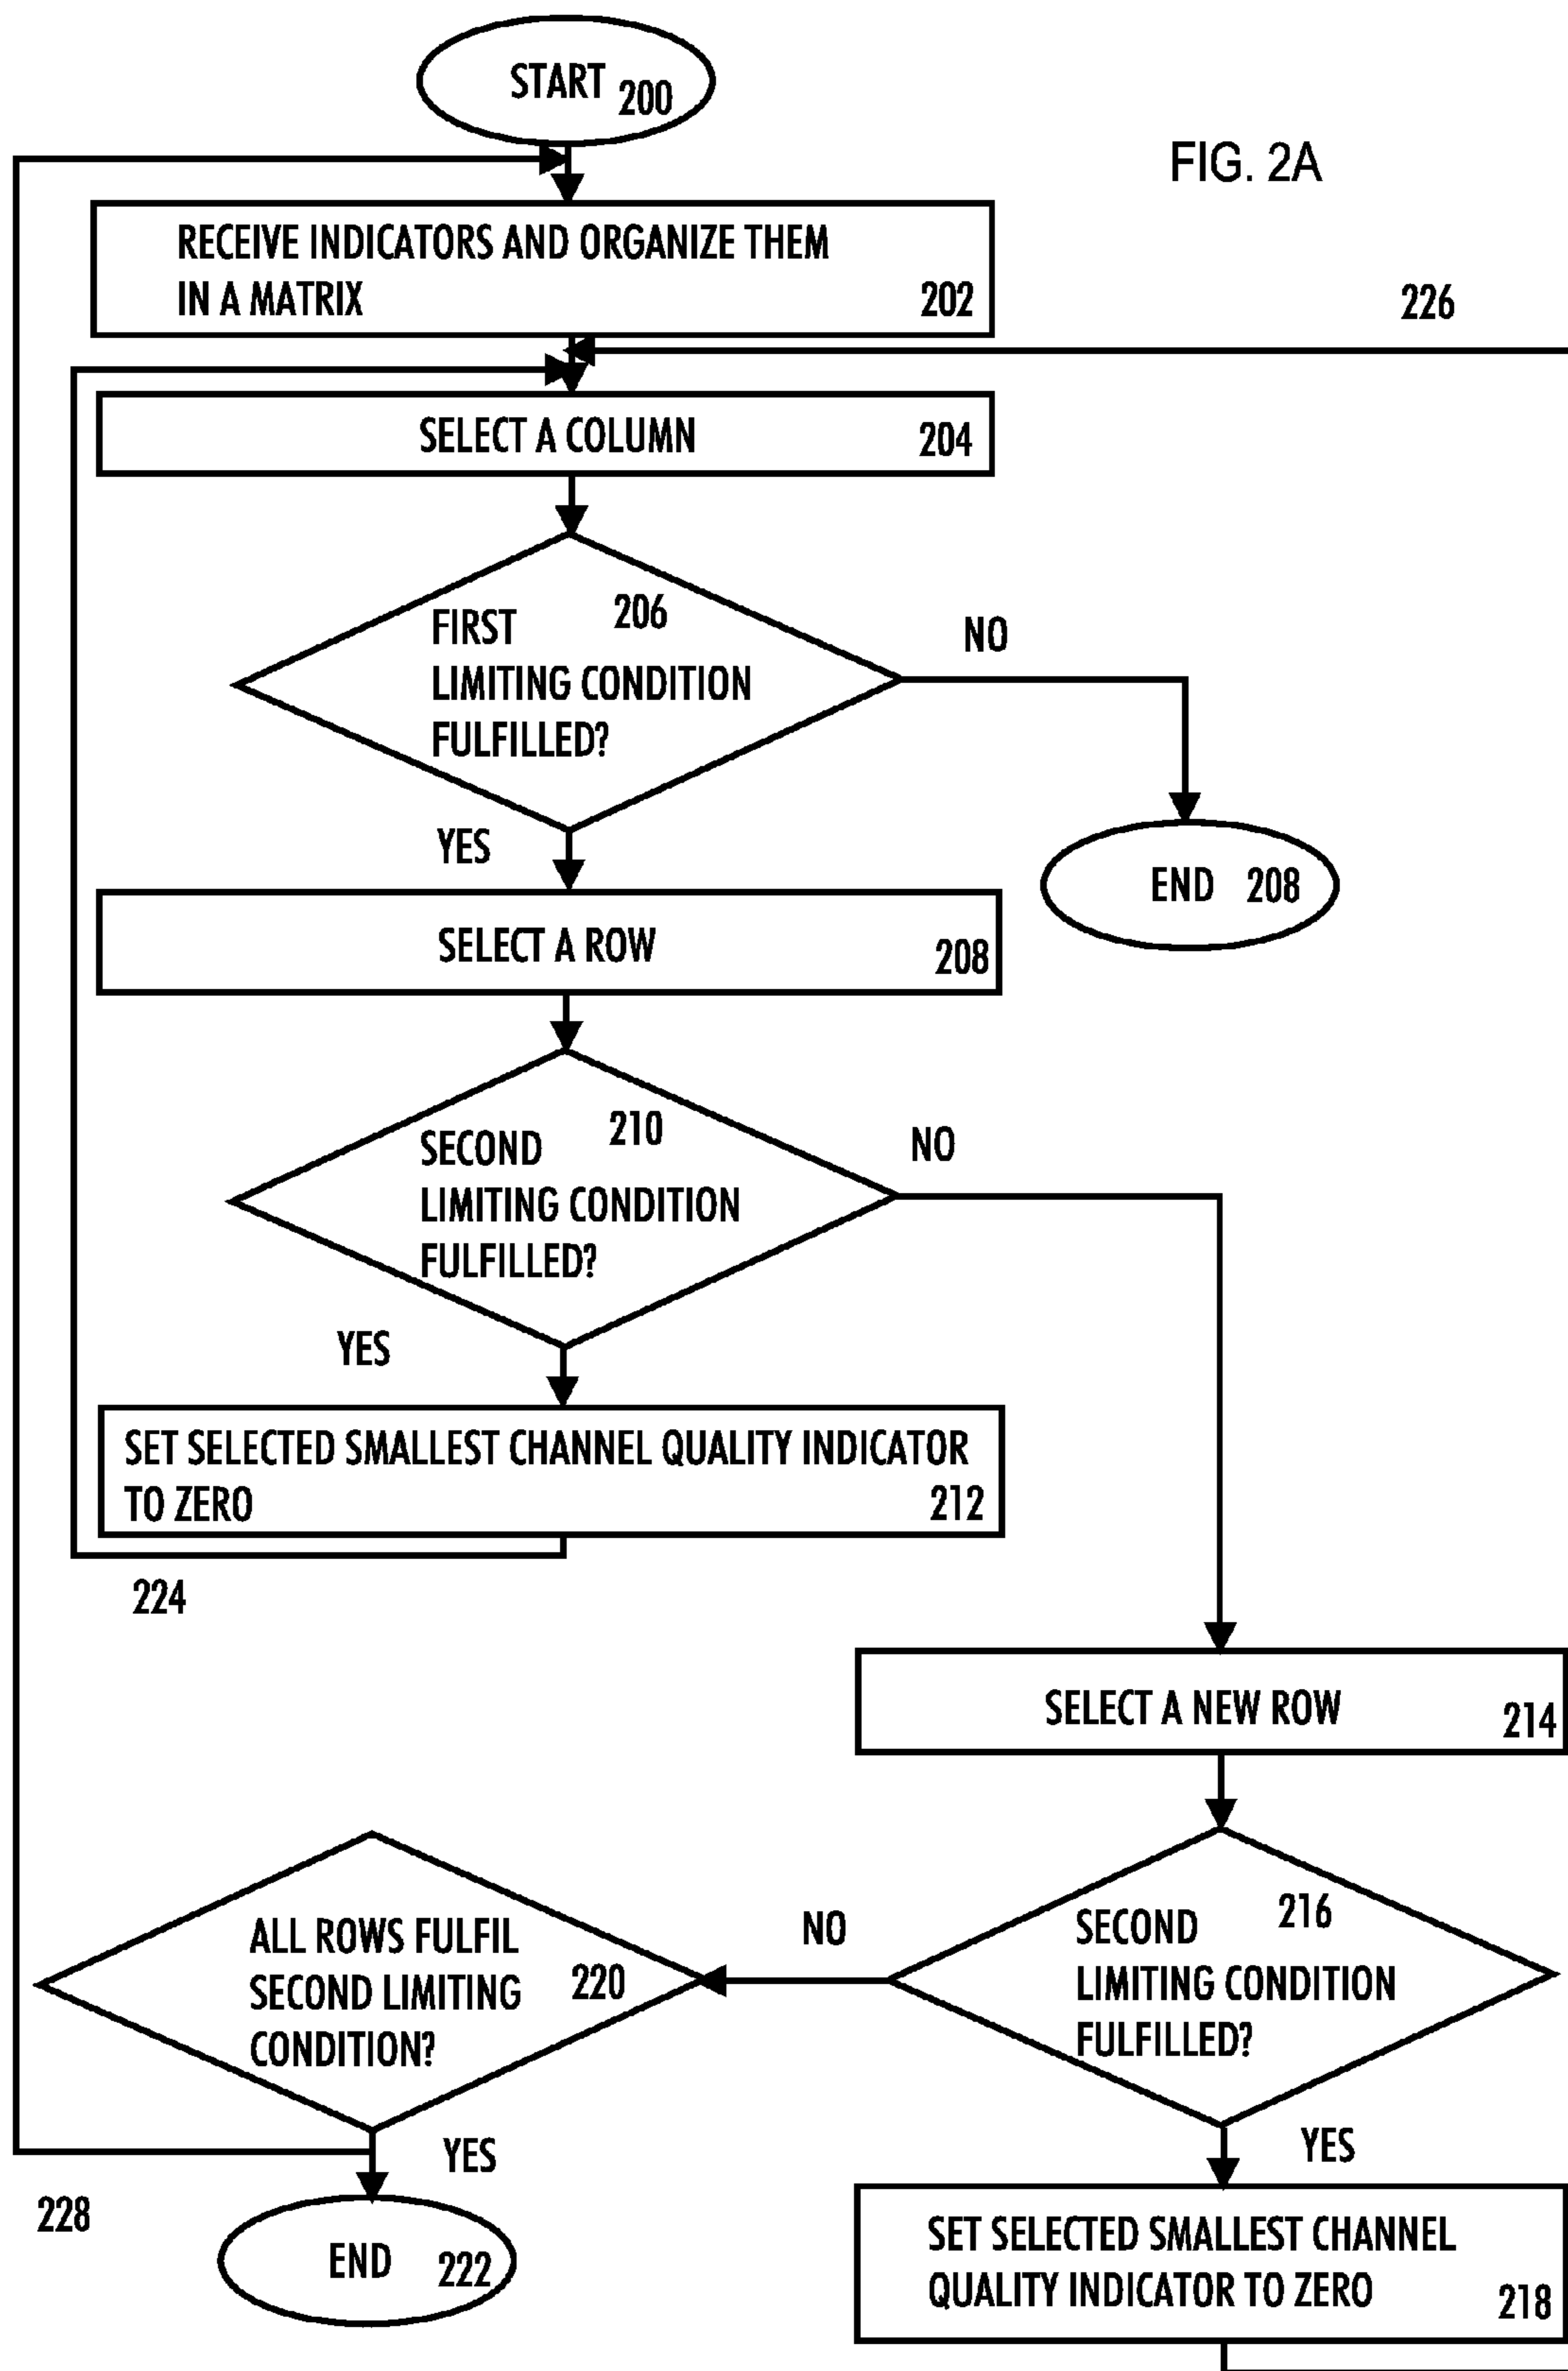 START 200
FIG. 2A
RECEIVE INDICATORS AND ORGANIZE THEM
IN A MATRIX 202
226
SELECT A COLUMN 204
206
FIRST
LIMITING CONDITION
FULFILLED?
NO
YES
END 208
SELECT A ROW 208
210
SECOND
LIMITING CONDITION
FULFILLED?
NO
YES
SET SELECTED SMALLEST CHANNEL QUALITY INDICATOR
TO ZERO 212
224
SELECT A NEW ROW 214
216
SECOND
LIMITING CONDITION
FULFILLED?
NO
YES
ALL ROWS FULFIL
SECOND LIMITING 220
CONDITION?
YES
228
END 222
SET SELECTED SMALLEST CHANNEL
QUALITY INDICATOR TO ZERO 218